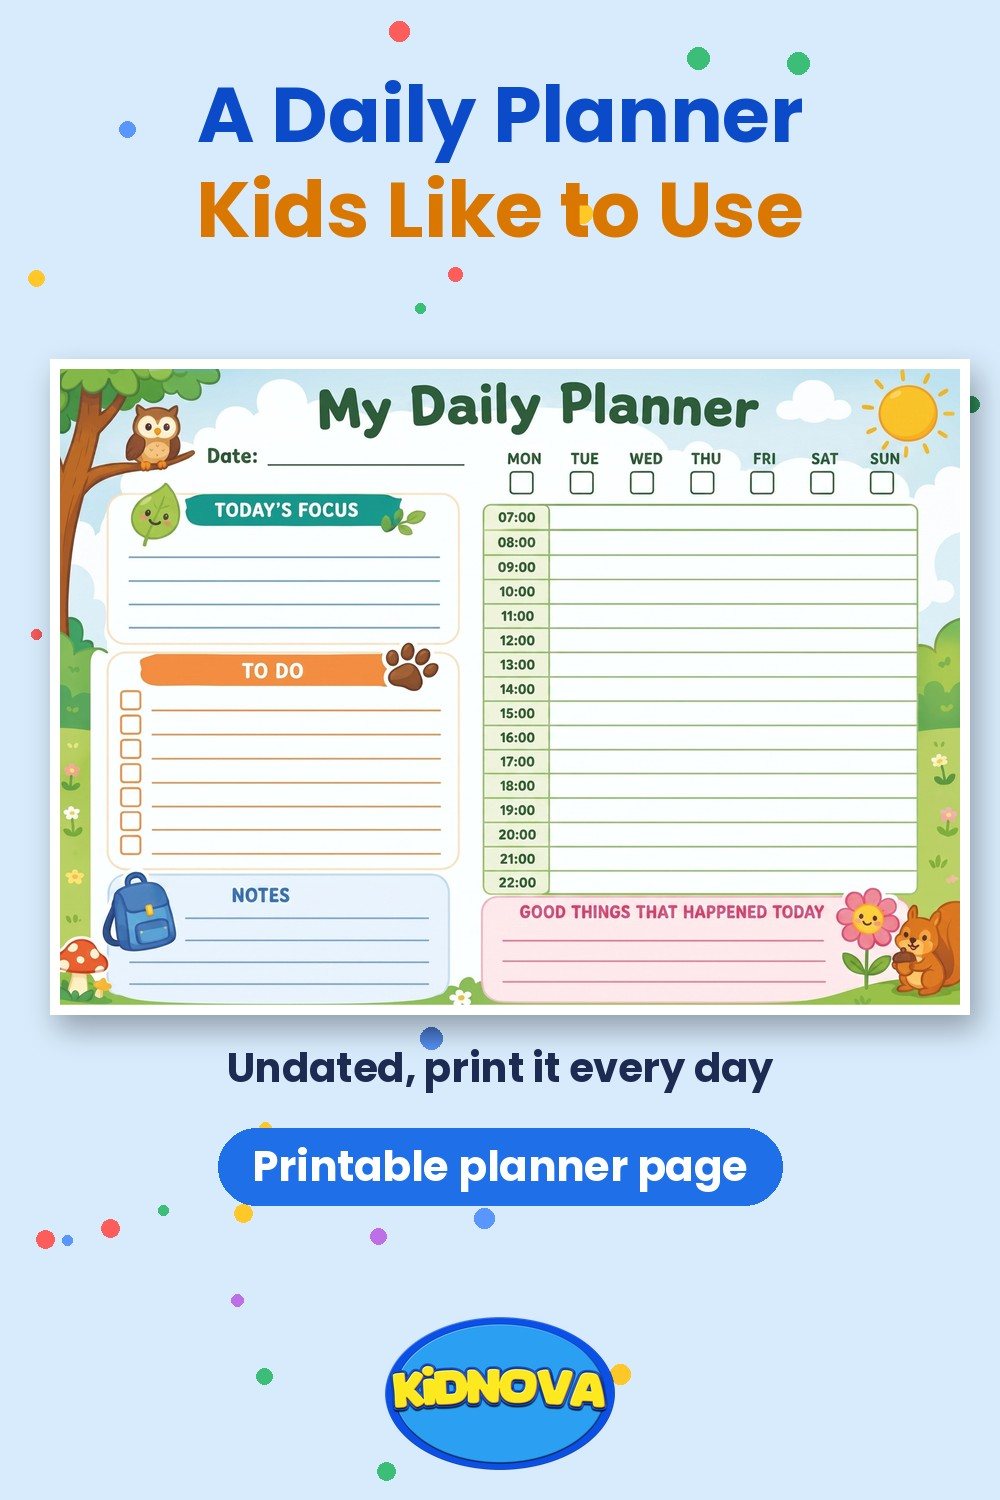 A Daily Planner
Kids Like to Use
My Daily Planner
Date:
MON TUE WED THU FRI SAT SUN
TODAY'S FOCUS
TO DO
NOTES
07:00
08:00
09:00
10:00
11:00
12:00
13:00
14:00
15:00
16:00
17:00
18:00
19:00
20:00
21:00
22:00
GOOD THINGS THAT HAPPENED TODAY
Undated, print it every day
Printable planner page
KiDNOVA